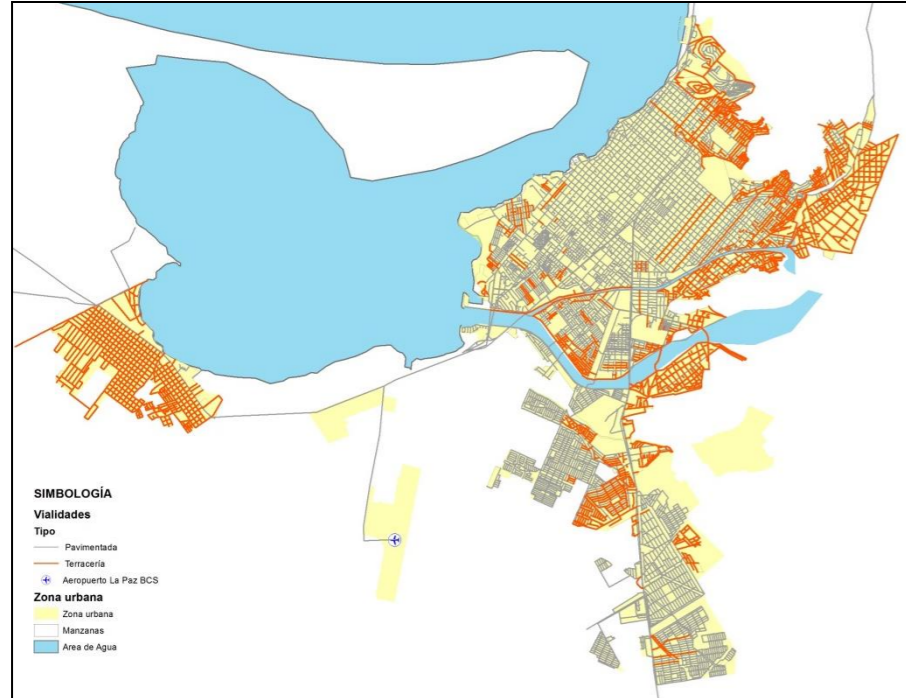 SIMBOLOGÍA
Vialidades
Tipo
Pavimentada
Terracería
Aeropuerto La Paz BCS
Zona urbana
Zona urbana
Manzanas
Area de Agua